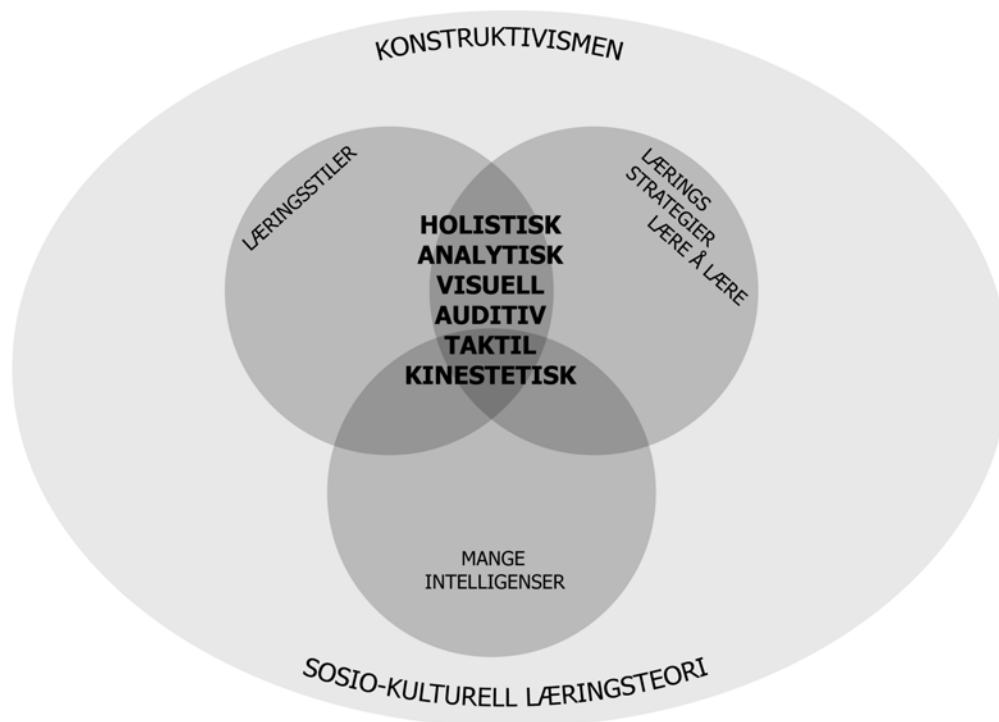 KONSTRUKTIVISMEN
LÆRINGSSTILER
LÆRINGS
STRATEGIER
LÆRE Å LÆRE
HOLISTISK
ANALYTISK
VISUELL
AUDITIV
TAKTIL
KINESTETISK
MANGE
INTELLIGENSER
SOSIO-KULTURELL LÆRINGSTEORI